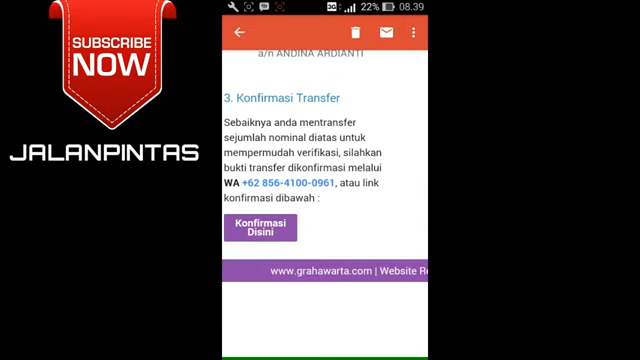 SUBSCRIBE
NOW
JALANPINTAS
3G
22%
08.39
a/n ANDINA ARDIANTI
3. Konfirmasi Transfer
Sebaiknya anda mentransfer
sejumlah nominal diatas untuk
mempermudah verifikasi, silahkan
bukti transfer dikonfirmasi melalui
WA +62 856-4100-0961, atau link
konfirmasi dibawah :
Konfirmasi
Disini
www.grahawarta.com | Website Re